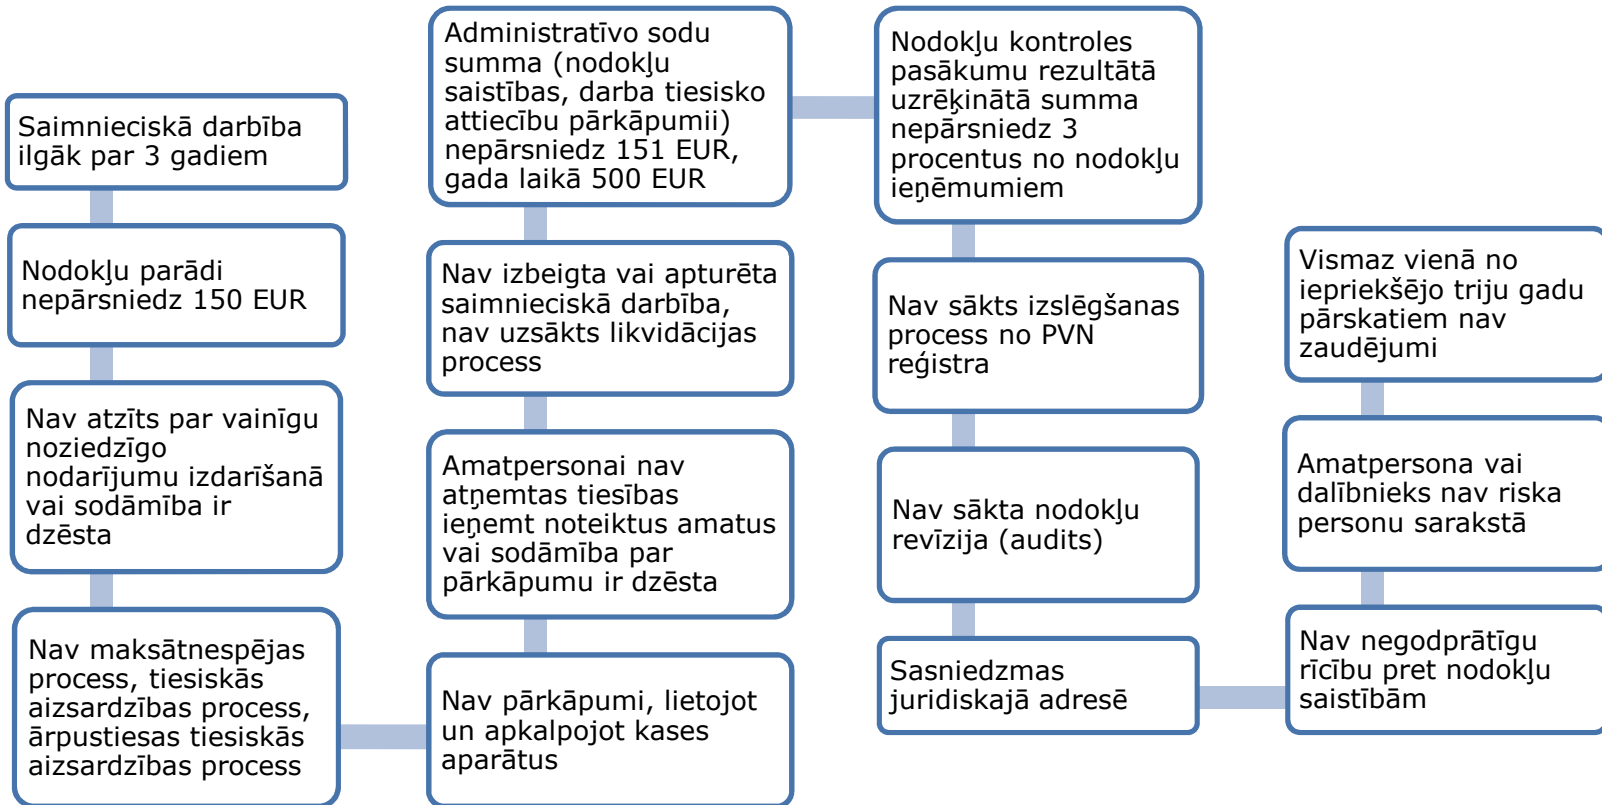 Saimnieciskā darbība
ilgāk par 3 gadiem
Nodokļu parādi
nepārsniedz 150 EUR
Nav atzīts par vainīgu
noziedzīgo
nodarījumu izdarīšanā
vai sodāmība ir
dzēsta
Nav maksātnespējas
process, tiesiskās
aizsardzības process,
ārpustiesas tiesiskās
aizsardzības process
Nav pārkāpumi, lietojot
un apkalpojot kases
aparātus
Amatpersonai nav
atņemtas tiesības
ieņemt noteiktus amatus
vai sodāmība par
pārkāpumu ir dzēsta
Nav izbeigta vai apturēta
saimnieciskā darbība,
nav uzsākts likvidācijas
process
Administratīvo sodu
summa (nodokļu
saistības, darba tiesisko
attiecību pārkāpumii)
nepārsniedz 151 EUR,
gada laikā 500 EUR
Nodokļu kontroles
pasākumu rezultātā
uzrēķinātā summa
nepārsniedz 3
procentus no nodokļu
ieņēmumiem
Nav sākts izslēgšanas
process no PVN
reģistra
Nav sākta nodokļu
revīzija (audits)
Sasniedzmas
juridiskajā adresē
Nav negodprātīgu
rīcību pret nodokļu
saistībām
Amatpersona vai
dalībnieks nav riska
personu sarakstā
Vismaz vienā no
iepriekšējo triju gadu
pārskatiem nav
zaudējumi